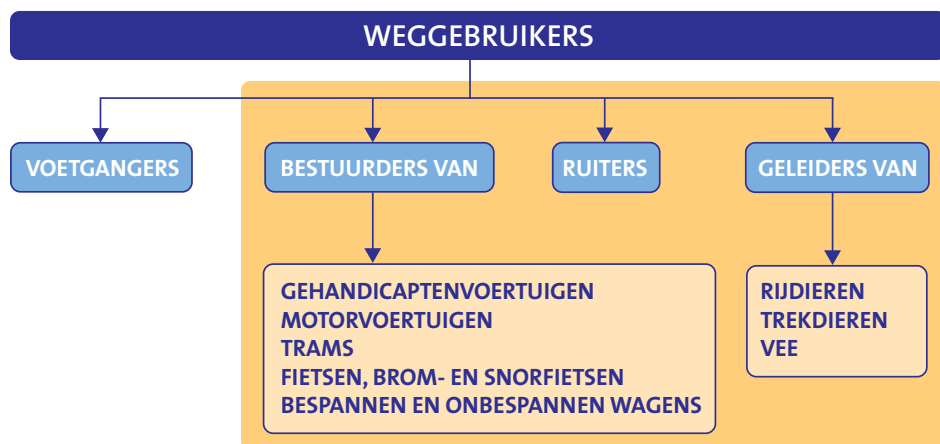 WEGGEBRUIKERS
VOETGANGERS
BESTUURDERS VAN
RUITERS
GELEIDERS VAN
GEHANDICAPTENVOERTUIGEN
MOTORVOERTUIGEN
TRAMS
FIETSEN, BROM- EN SNORFIETSEN
BESPANNEN EN ONBESPANNEN WAGENS
RIJDIEREN
TREKDIEREN
VEE